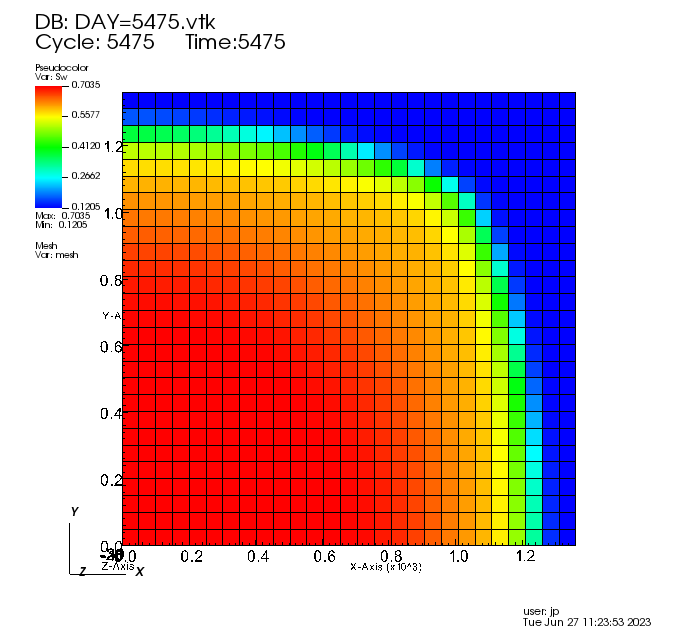 DB: DAY=5475.vtk
Cycle: 5475 Time:5475
Pseudocolor
Var: Sw
0.7035
0.5577
0.4120
0.2662
0.1205
Max: 0.7035
Min: 0.1205
Mesh
Var: mesh
1.2
1.0
0.8
Y-A
0.6
0.4
0.2
0.0
0.0 0.2 0.4 0.6 0.8 1.0 1.2
Z-Axis
X-Axis (x10^3)
Y
Z
X
user: jp
Tue Jun 27 11:23:53 2023